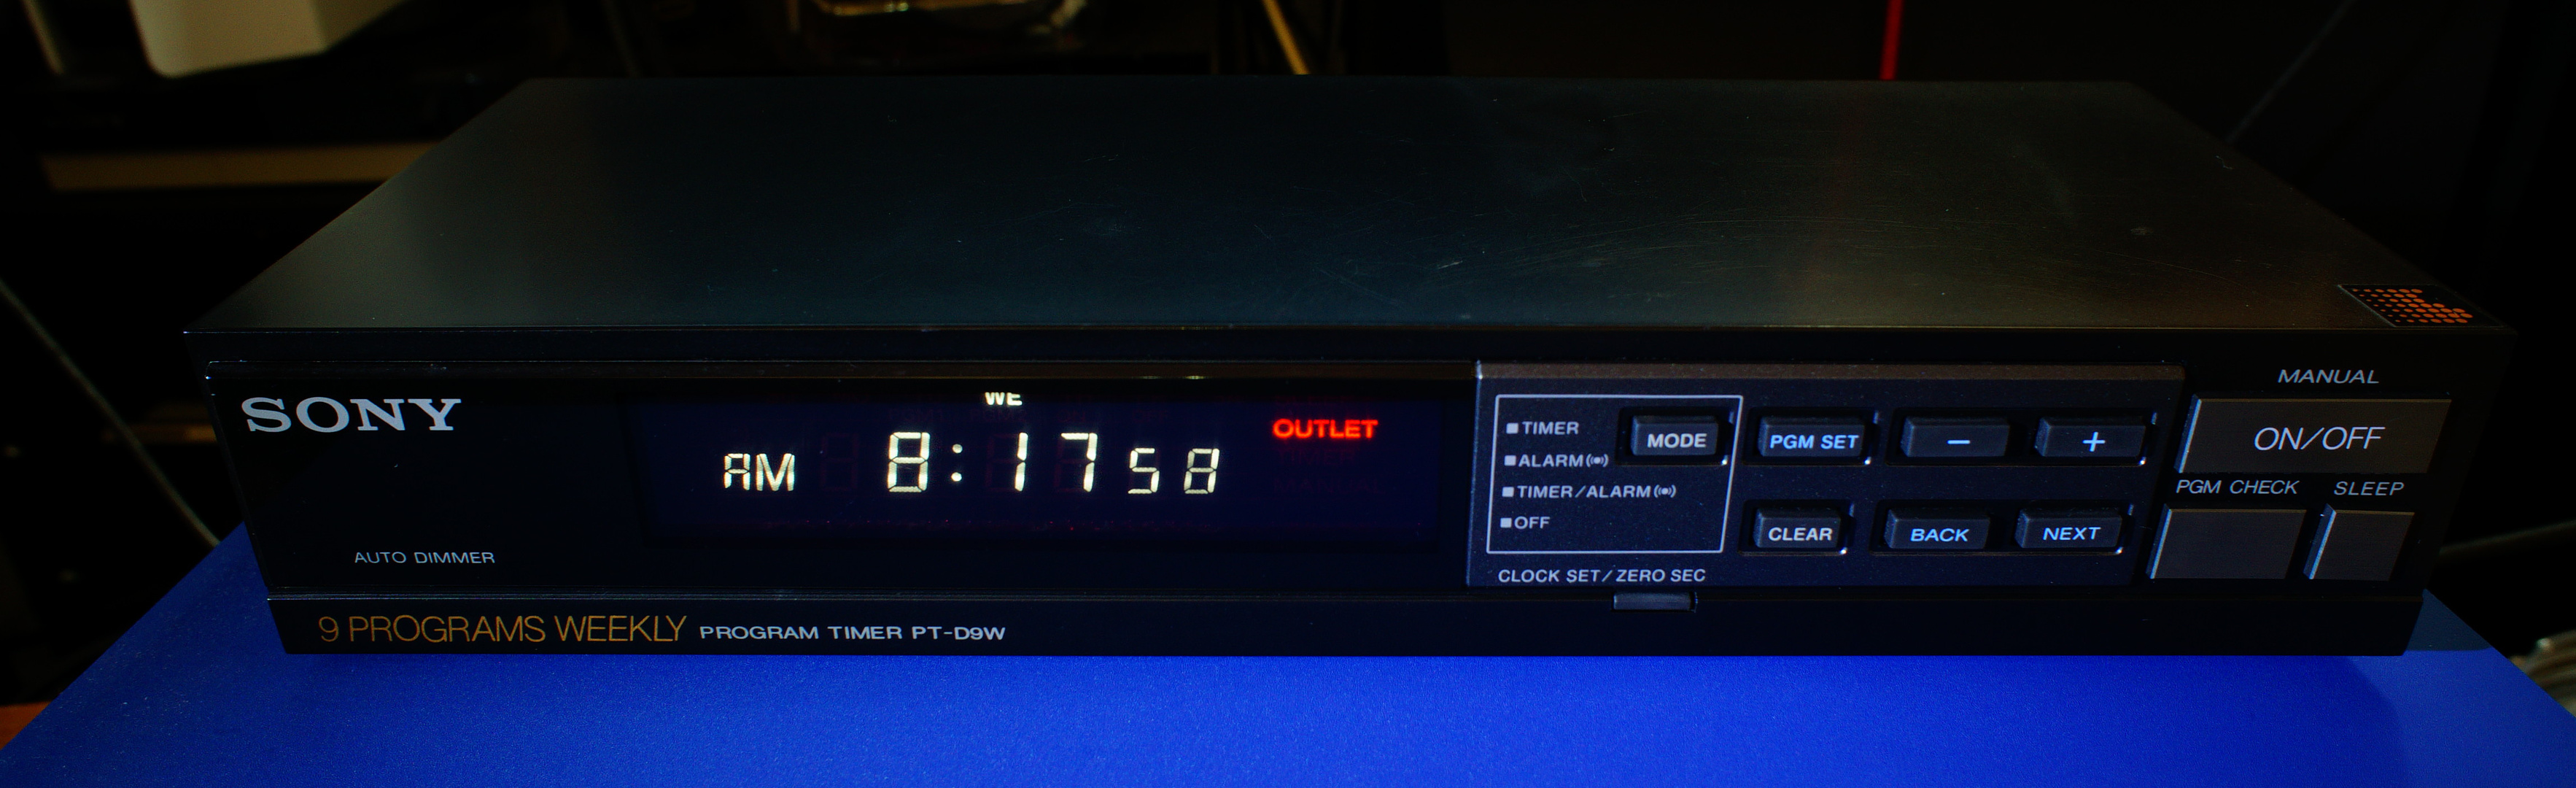 SONY
WE
OUTLET
AM 8:17 58
AUTO DIMMER
9 PROGRAMS WEEKLY PROGRAM TIMER PT-D9W
TIMER
ALARM
TIMER/ALARM
OFF
MODE
PGM SET
−
+
CLEAR
BACK
NEXT
CLOCK SET/ZERO SEC
MANUAL
ON/OFF
PGM CHECK
SLEEP